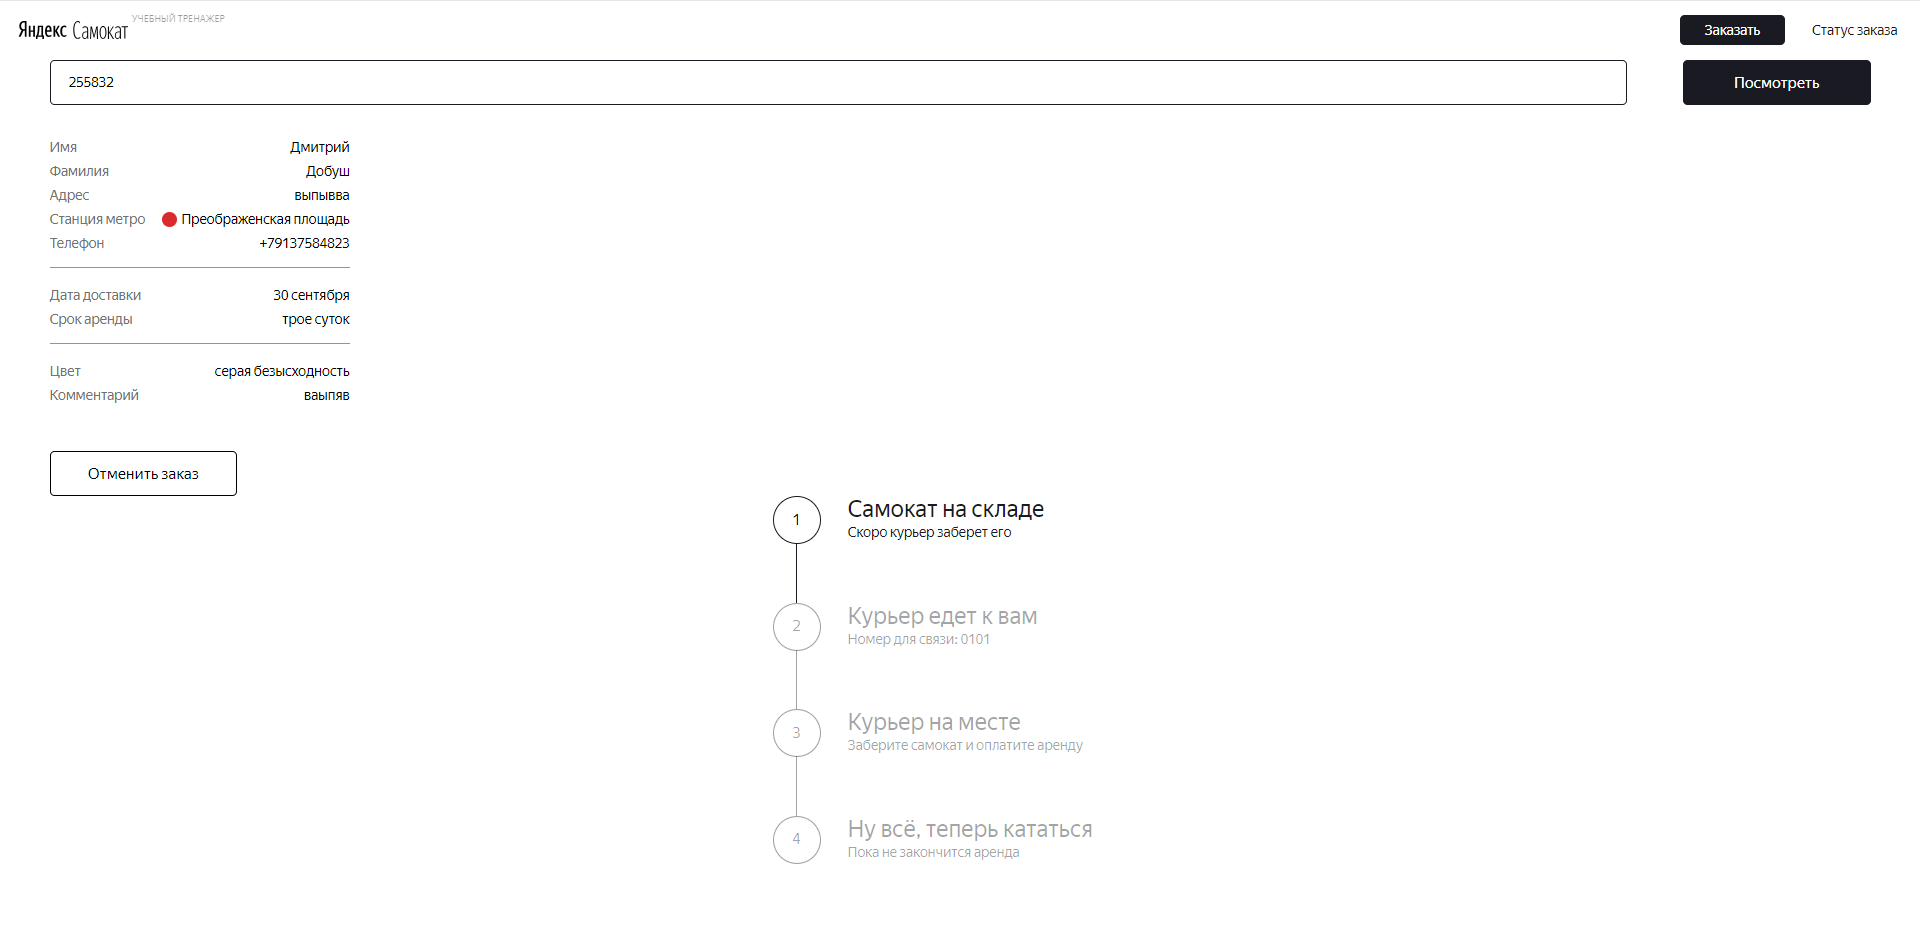 Яндекс Самокат
УЧЕБНЫЙ ТРЕНАЖЕР
Заказать
Статус заказа
255832
Посмотреть
Имя Дмитрий
Фамилия Добуш
Адрес выпывва
Станция метро Преображенская площадь
Телефон +79137584823
Дата доставки 30 сентября
Срок аренды трое суток
Цвет серая безысходность
Комментарий ваыпяв
Отменить заказ
1
Самокат на складе
Скоро курьер заберет его
2
Курьер едет к вам
Номер для связи: 0101
3
Курьер на месте
Заберите самокат и оплатите аренду
4
Ну всё, теперь кататься
Пока не закончится аренда